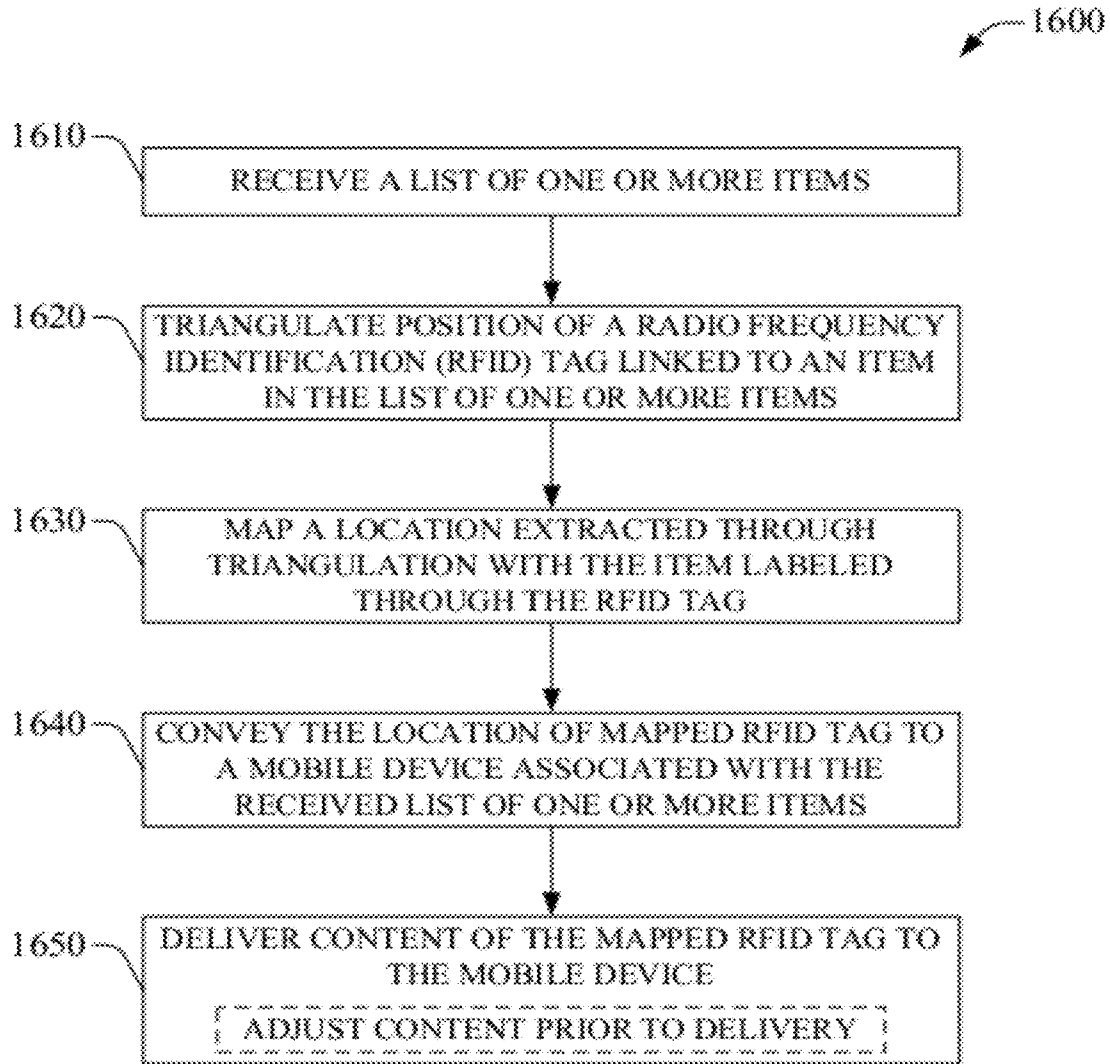 1600
1610
RECEIVE A LIST OF ONE OR MORE ITEMS
1620
TRIANGULATE POSITION OF A RADIO FREQUENCY
IDENTIFICATION (RFID) TAG LINKED TO AN ITEM
IN THE LIST OF ONE OR MORE ITEMS
1630
MAP A LOCATION EXTRACTED THROUGH
TRIANGULATION WITH THE ITEM LABELED
THROUGH THE RFID TAG
1640
CONVEY THE LOCATION OF MAPPED RFID TAG TO
A MOBILE DEVICE ASSOCIATED WITH THE
RECEIVED LIST OF ONE OR MORE ITEMS
1650
DELIVER CONTENT OF THE MAPPED RFID TAG TO
THE MOBILE DEVICE
ADJUST CONTENT PRIOR TO DELIVERY